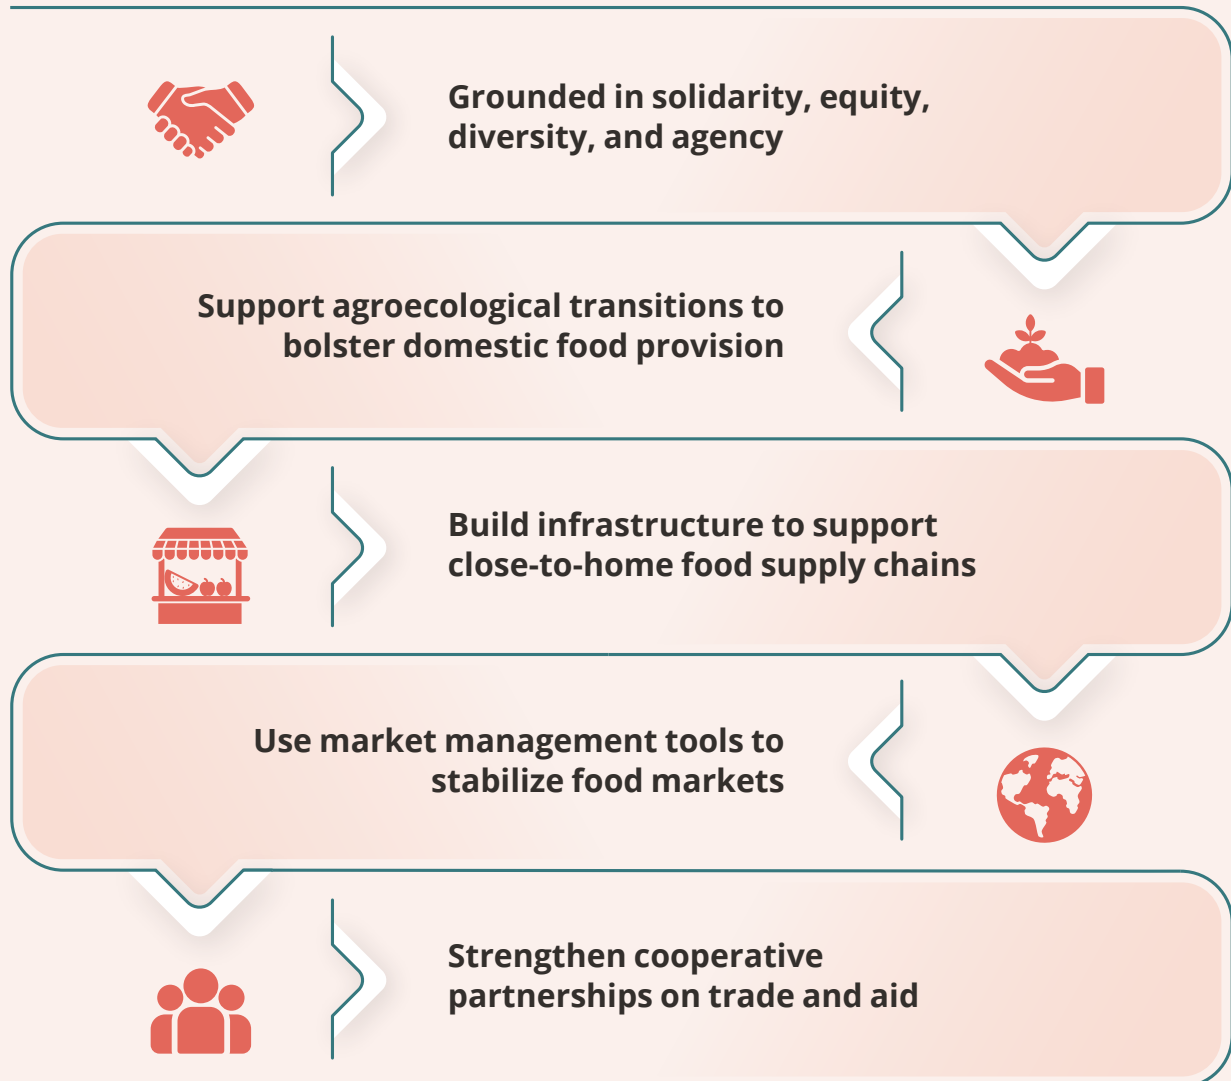 Grounded in solidarity, equity,
diversity, and agency
Support agroecological transitions to
bolster domestic food provision
Build infrastructure to support
close-to-home food supply chains
Use market management tools to
stabilize food markets
Strengthen cooperative
partnerships on trade and aid